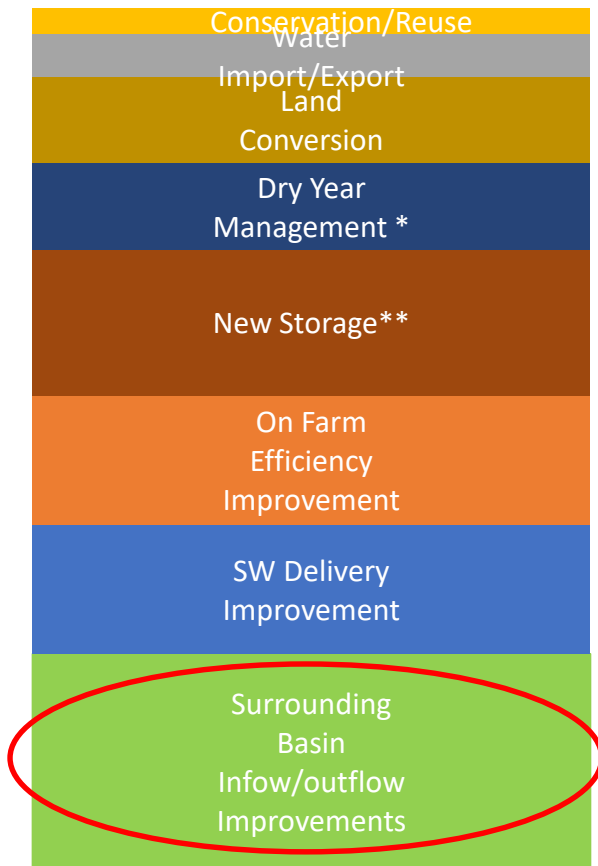 Conservation/Reuse
Water
Import/Export
Land
Conversion
Dry Year
Management *
New Storage**
On Farm
Efficiency
Improvement
SW Delivery
Improvement
Surrounding
Basin
Infow/outflow
Improvements